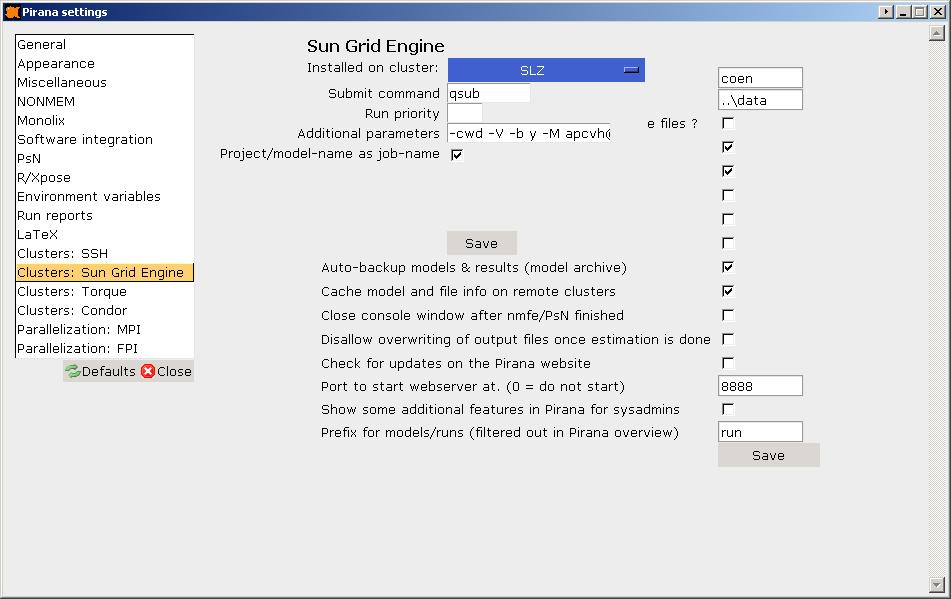 Pirana settings
General
Appearance
Miscellaneous
NONMEM
Monolix
Software integration
PsN
R/Xpose
Environment variables
Run reports
LaTeX
Clusters: SSH
Clusters: Sun Grid Engine
Clusters: Torque
Clusters: Condor
Parallelization: MPI
Parallelization: FPI
Defaults Close
Sun Grid Engine
Installed on cluster: SLZ
Submit command qsub
Run priority
Additional parameters -cwd -V -b y -M apcvh@
Project/model-name as job-name
Save
coen
..\data
e files ?
Auto-backup models & results (model archive)
Cache model and file info on remote clusters
Close console window after nmfe/PsN finished
Disallow overwriting of output files once estimation is done
Check for updates on the Pirana website
Port to start webserver at. (0 = do not start) 8888
Show some additional features in Pirana for sysadmins
Prefix for models/runs (filtered out in Pirana overview) run
Save